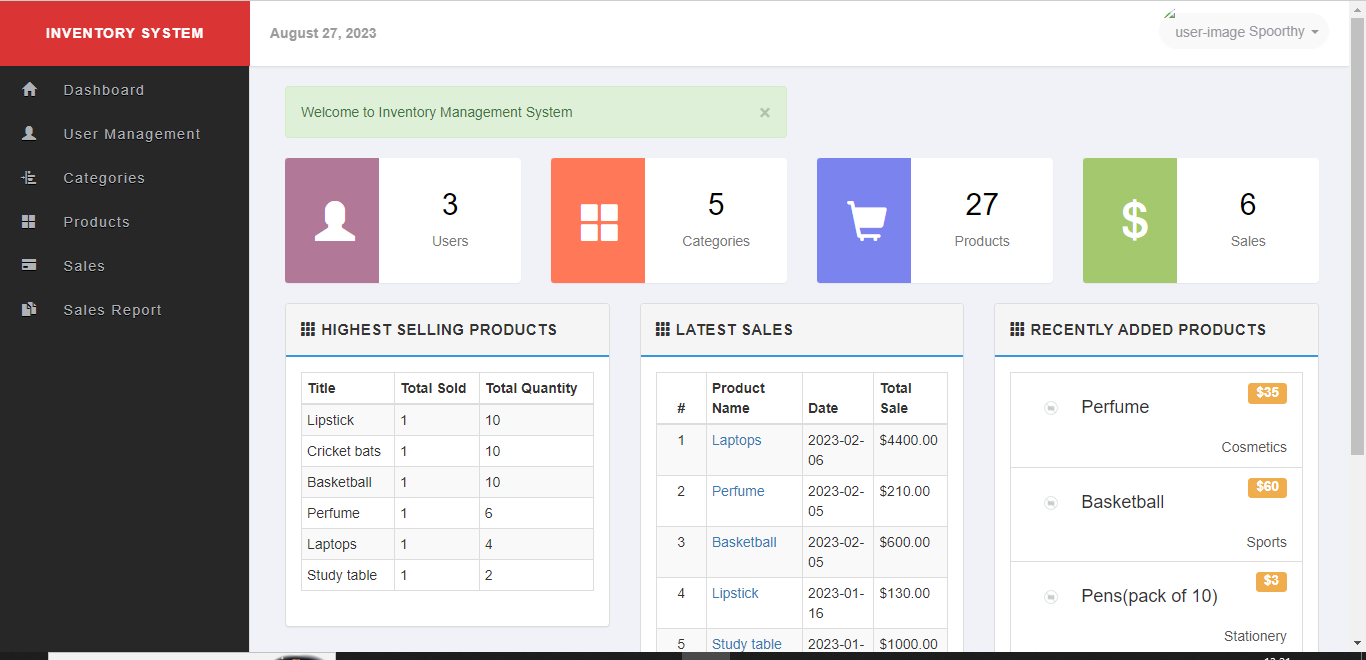 INVENTORY SYSTEM
August 27, 2023
user-image Spoorthy
Dashboard
User Management
Categories
Products
Sales
Sales Report
Welcome to Inventory Management System ×
3
Users
5
Categories
27
Products
$
6
Sales
HIGHEST SELLING PRODUCTS
Title Total Sold Total Quantity
Lipstick 1 10
Cricket bats 1 10
Basketball 1 10
Perfume 1 6
Laptops 1 4
Study table 1 2
LATEST SALES
# Product Name Date Total Sale
1 Laptops 2023-02-06 $4400.00
2 Perfume 2023-02-05 $210.00
3 Basketball 2023-02-05 $600.00
4 Lipstick 2023-01-16 $130.00
5 Study table 2023-01- $1000.00
RECENTLY ADDED PRODUCTS
Perfume $35
Cosmetics
Basketball $60
Sports
Pens(pack of 10) $3
Stationery